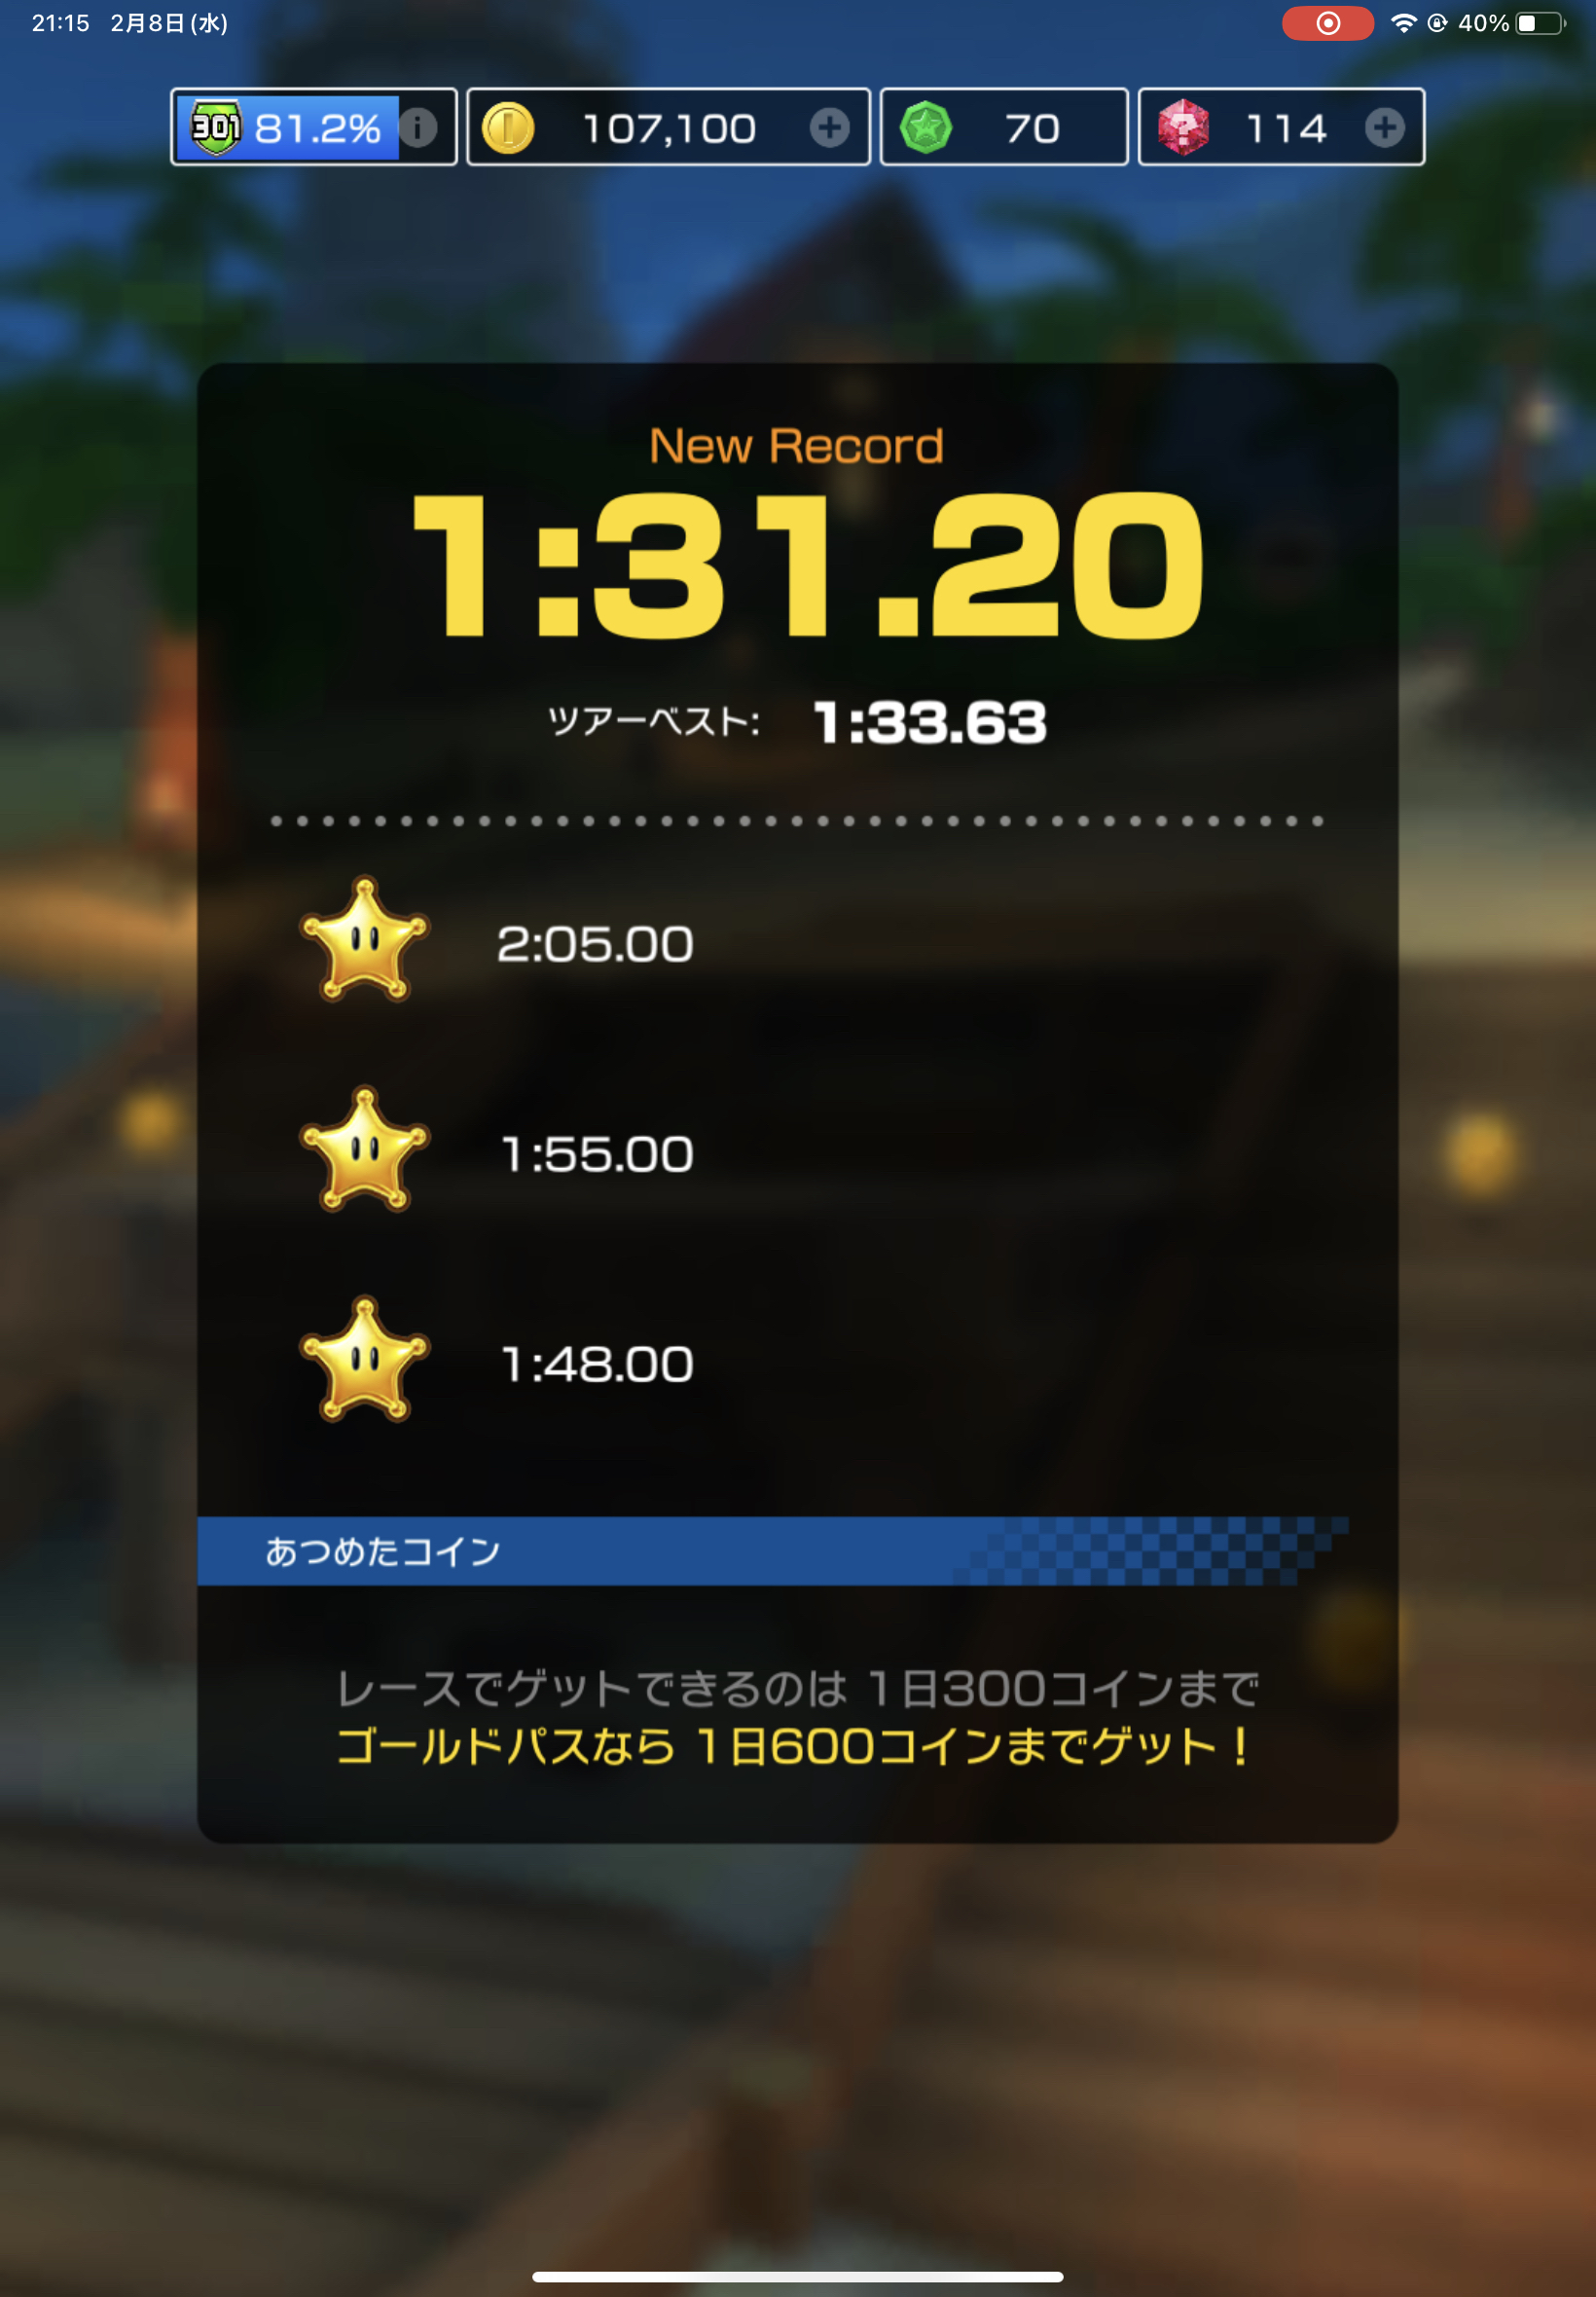 21:15 2月8日(水) 40%
301 81.2% i 107,100 + 70 ? 114 +
New Record
1:31.20
ツアーベスト: 1:33.63
2:05.00
1:55.00
1:48.00
あつめたコイン
レースでゲットできるのは 1日300コインまで
ゴールドパスなら 1日600コインまでゲット！